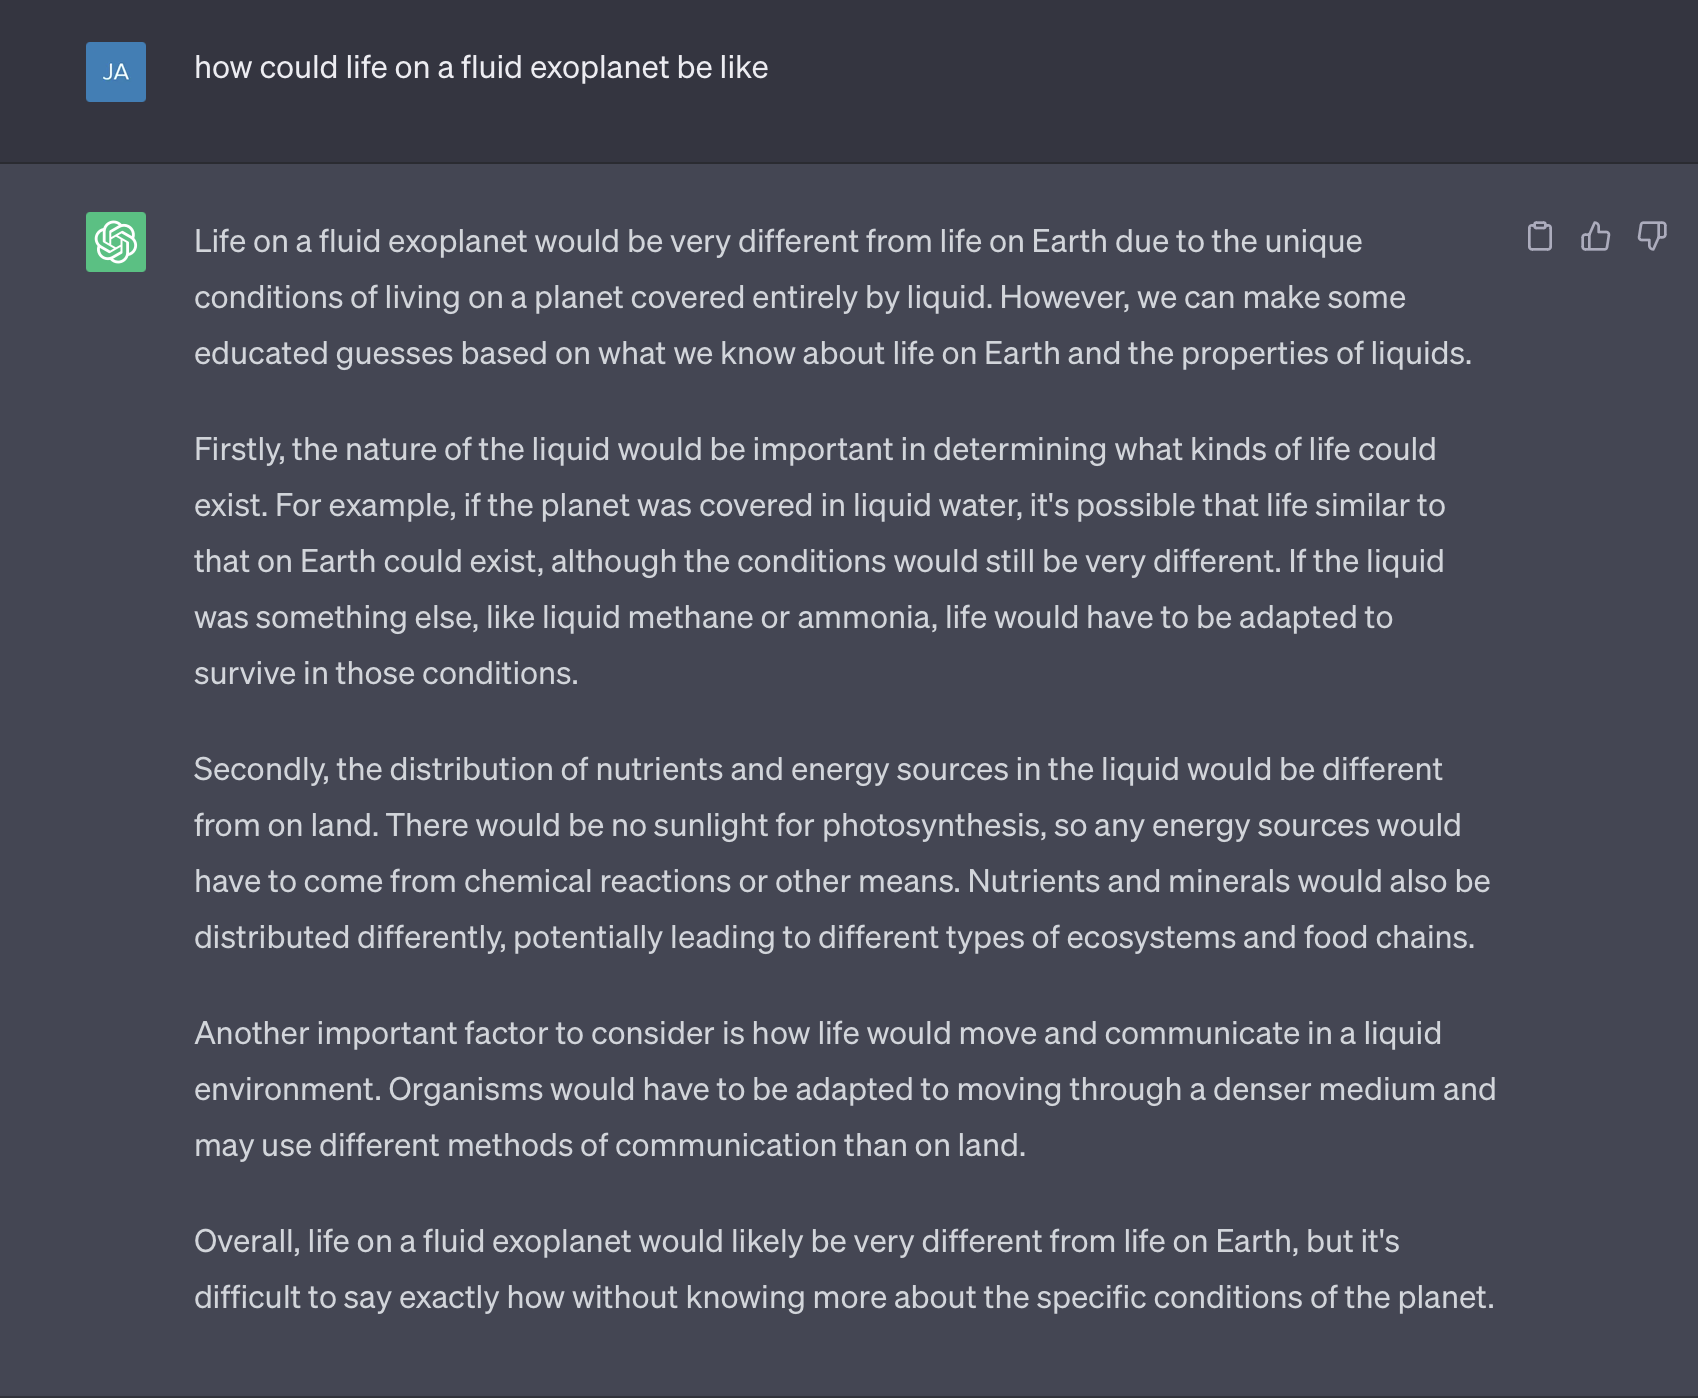 JA
how could life on a fluid exoplanet be like
Life on a fluid exoplanet would be very different from life on Earth due to the unique
conditions of living on a planet covered entirely by liquid. However, we can make some
educated guesses based on what we know about life on Earth and the properties of liquids.
Firstly, the nature of the liquid would be important in determining what kinds of life could
exist. For example, if the planet was covered in liquid water, it's possible that life similar to
that on Earth could exist, although the conditions would still be very different. If the liquid
was something else, like liquid methane or ammonia, life would have to be adapted to
survive in those conditions.
Secondly, the distribution of nutrients and energy sources in the liquid would be different
from on land. There would be no sunlight for photosynthesis, so any energy sources would
have to come from chemical reactions or other means. Nutrients and minerals would also be
distributed differently, potentially leading to different types of ecosystems and food chains.
Another important factor to consider is how life would move and communicate in a liquid
environment. Organisms would have to be adapted to moving through a denser medium and
may use different methods of communication than on land.
Overall, life on a fluid exoplanet would likely be very different from life on Earth, but it's
difficult to say exactly how without knowing more about the specific conditions of the planet.